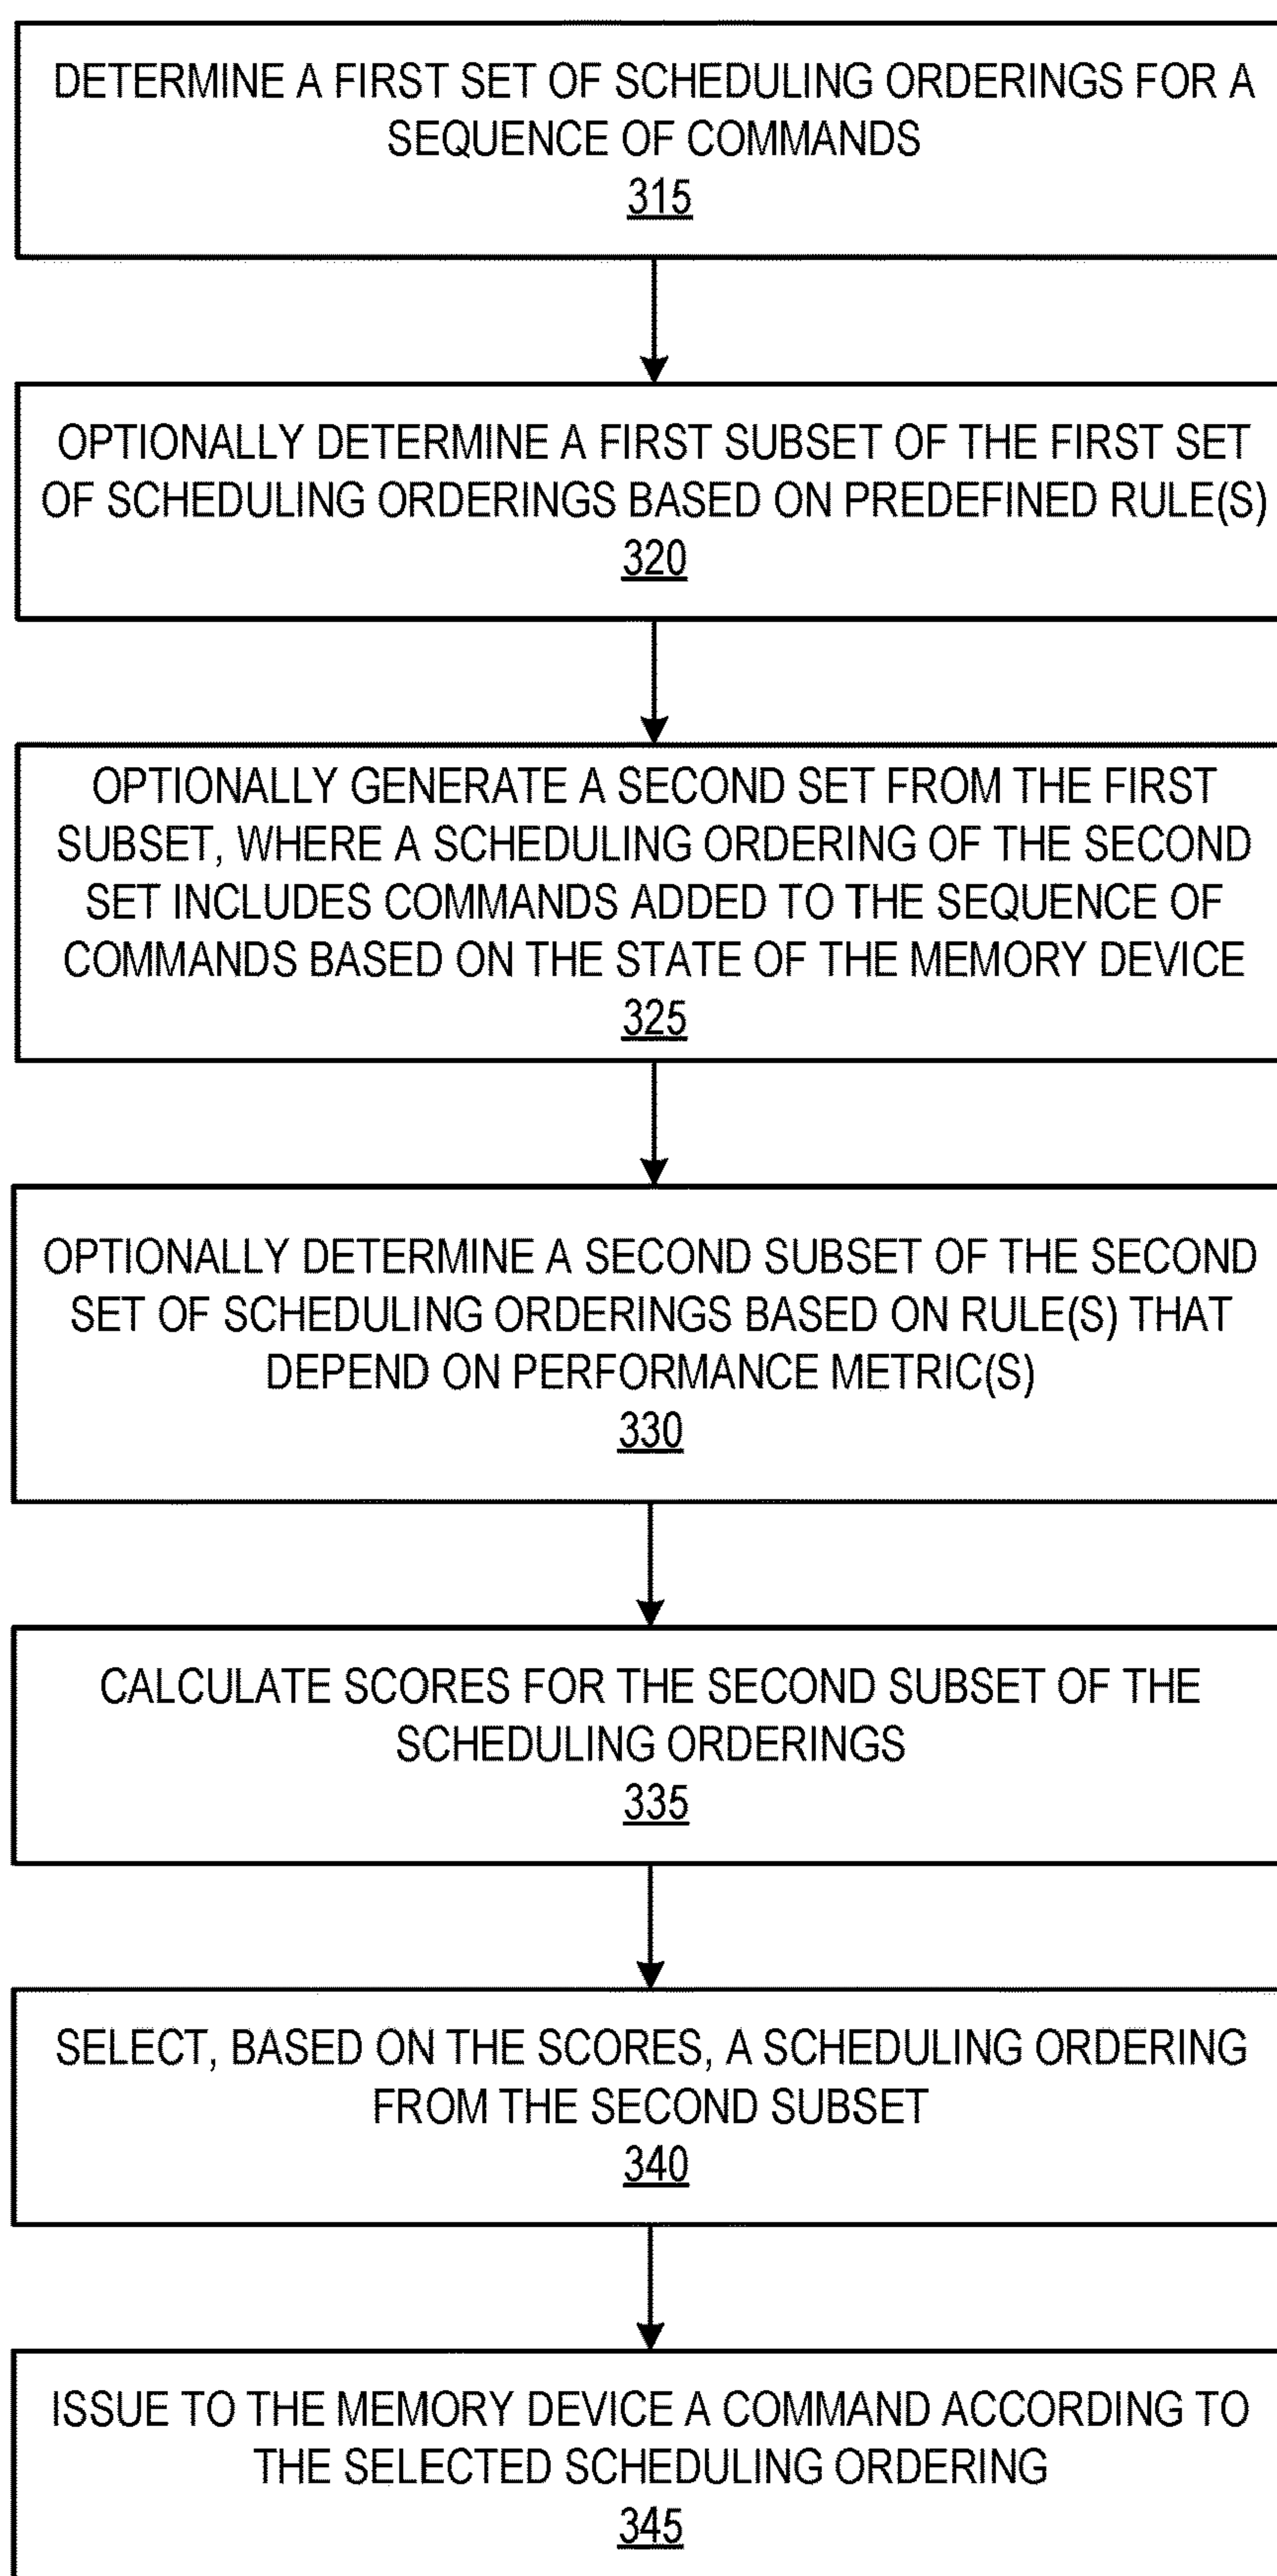 DETERMINE A FIRST SET OF SCHEDULING ORDERINGS FOR A
SEQUENCE OF COMMANDS
315
OPTIONALLY DETERMINE A FIRST SUBSET OF THE FIRST SET
OF SCHEDULING ORDERINGS BASED ON PREDEFINED RULE(S)
320
OPTIONALLY GENERATE A SECOND SET FROM THE FIRST
SUBSET, WHERE A SCHEDULING ORDERING OF THE SECOND
SET INCLUDES COMMANDS ADDED TO THE SEQUENCE OF
COMMANDS BASED ON THE STATE OF THE MEMORY DEVICE
325
OPTIONALLY DETERMINE A SECOND SUBSET OF THE SECOND
SET OF SCHEDULING ORDERINGS BASED ON RULE(S) THAT
DEPEND ON PERFORMANCE METRIC(S)
330
CALCULATE SCORES FOR THE SECOND SUBSET OF THE
SCHEDULING ORDERINGS
335
SELECT, BASED ON THE SCORES, A SCHEDULING ORDERING
FROM THE SECOND SUBSET
340
ISSUE TO THE MEMORY DEVICE A COMMAND ACCORDING TO
THE SELECTED SCHEDULING ORDERING
345